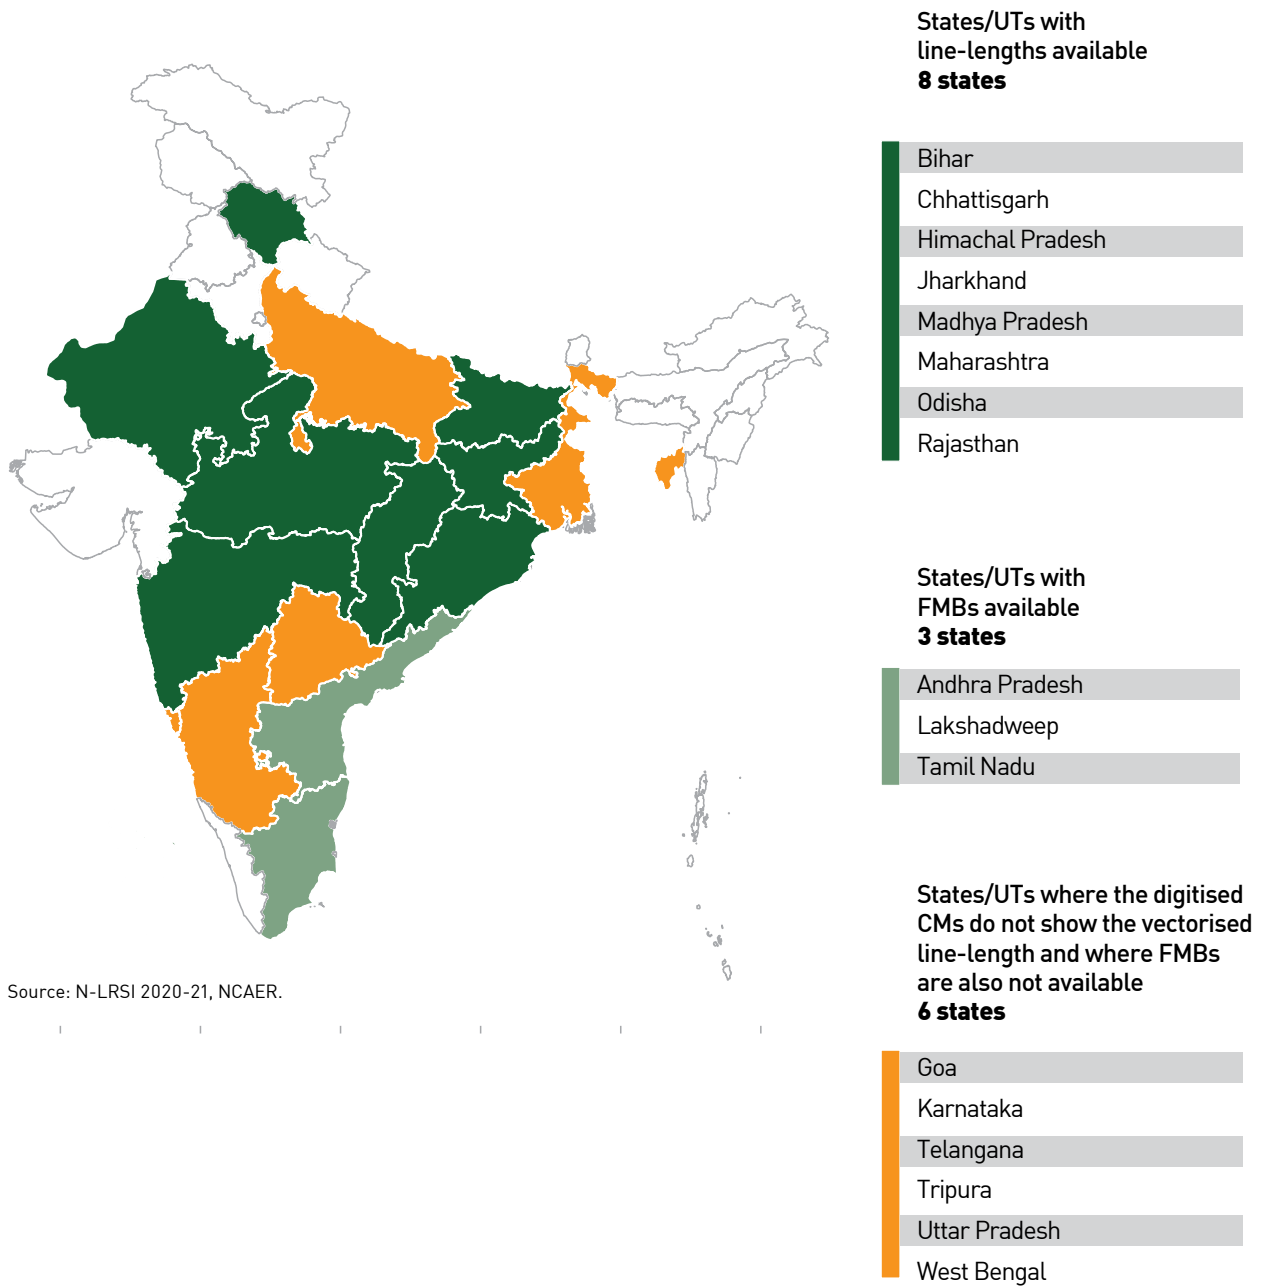 States/UTs with
line-lengths available
8 states
Bihar
Chhattisgarh
Himachal Pradesh
Jharkhand
Madhya Pradesh
Maharashtra
Odisha
Rajasthan
States/UTs with
FMBs available
3 states
Andhra Pradesh
Lakshadweep
Tamil Nadu
States/UTs where the digitised
CMs do not show the vectorised
line-length and where FMBs
are also not available
6 states
Goa
Karnataka
Telangana
Tripura
Uttar Pradesh
West Bengal
Source: N-LRSI 2020-21, NCAER.